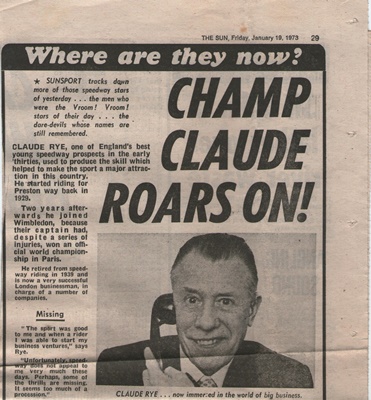 THE SUN, Friday, January 19, 1973 29
Where are they now?
★ SUNSPORT tracks down
more of those speedway stars
of yesterday . . . the men who
were the Vroom! Vroom!
stars of their day . . . the
dare-devils whose names are
still remembered.
CHAMP
CLAUDE
ROARS ON!
CLAUDE RYE, one of England's best
young speedway prospects in the early
thirties, used to produce the skill which
helped to make the sport a major attrac-
tion in this country.
He started riding for
Preston way back in
1929.
Two years after-
wards he joined
Wimbledon, because
their captain had,
despite a series of
injuries, won an offi-
cial world champion-
ship in Paris.
He retired from speed-
way riding in 1939 and
is now a very successful
London businessman, in
charge of a number of
companies.
Missing
"The sport was good
to me and when a rider
I was able to start my
business ventures," says
Rye.
"Unfortunately, speed-
way does not appeal to
me very much these
days. Perhaps, some of
the thrills are missing.
It seems too much of a
procession."
CLAUDE RYE . . . now immersed in the world of big business.